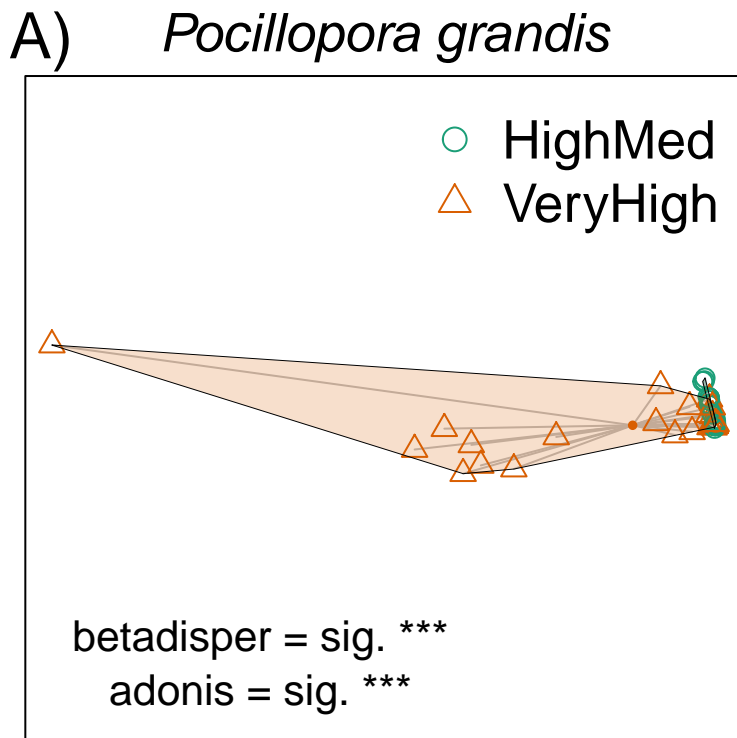 A) Pocillopora grandis
HighMed
VeryHigh
betadisper = sig. ***
adonis = sig. ***